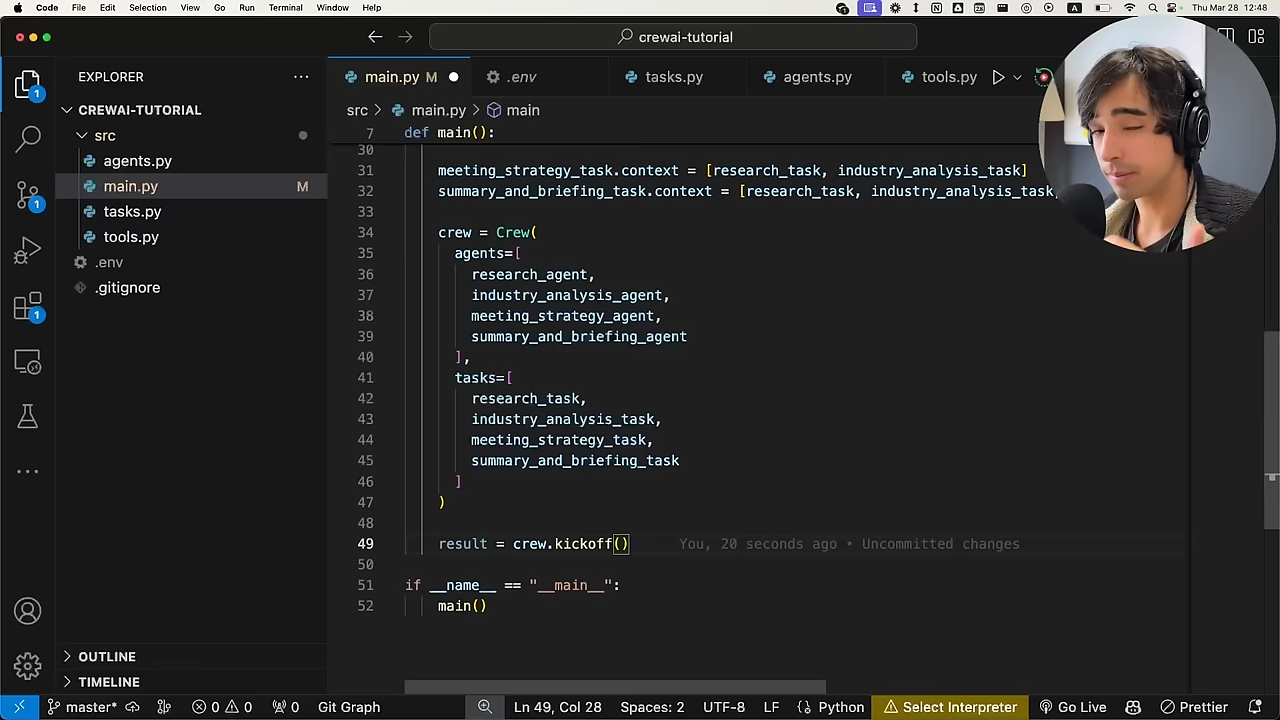 Code File Edit Selection View Go Run Terminal Window Help Thu Mar 28 12:48
crewai-tutorial
EXPLORER
main.py M .env tasks.py agents.py tools.py
CREWAI-TUTORIAL
src > main.py > main
src
7 def main():
agents.py
main.py M
tasks.py
tools.py
.env
.gitignore
30
31 meeting_strategy_task.context = [research_task, industry_analysis_task]
32 summary_and_briefing_task.context = [research_task, industry_analysis_task,
33
34 crew = Crew(
35 agents=[
36 research_agent,
37 industry_analysis_agent,
38 meeting_strategy_agent,
39 summary_and_briefing_agent
40 ],
41 tasks=[
42 research_task,
43 industry_analysis_task,
44 meeting_strategy_task,
45 summary_and_briefing_task
46 ]
47 )
48
49 result = crew.kickoff() You, 20 seconds ago • Uncommitted changes
50
51 if __name__ == "__main__":
52 main()
1
1
1
OUTLINE
TIMELINE
master* 0 0 0 Git Graph Ln 49, Col 28 Spaces: 2 UTF-8 LF {} Python Select Interpreter Go Live Prettier